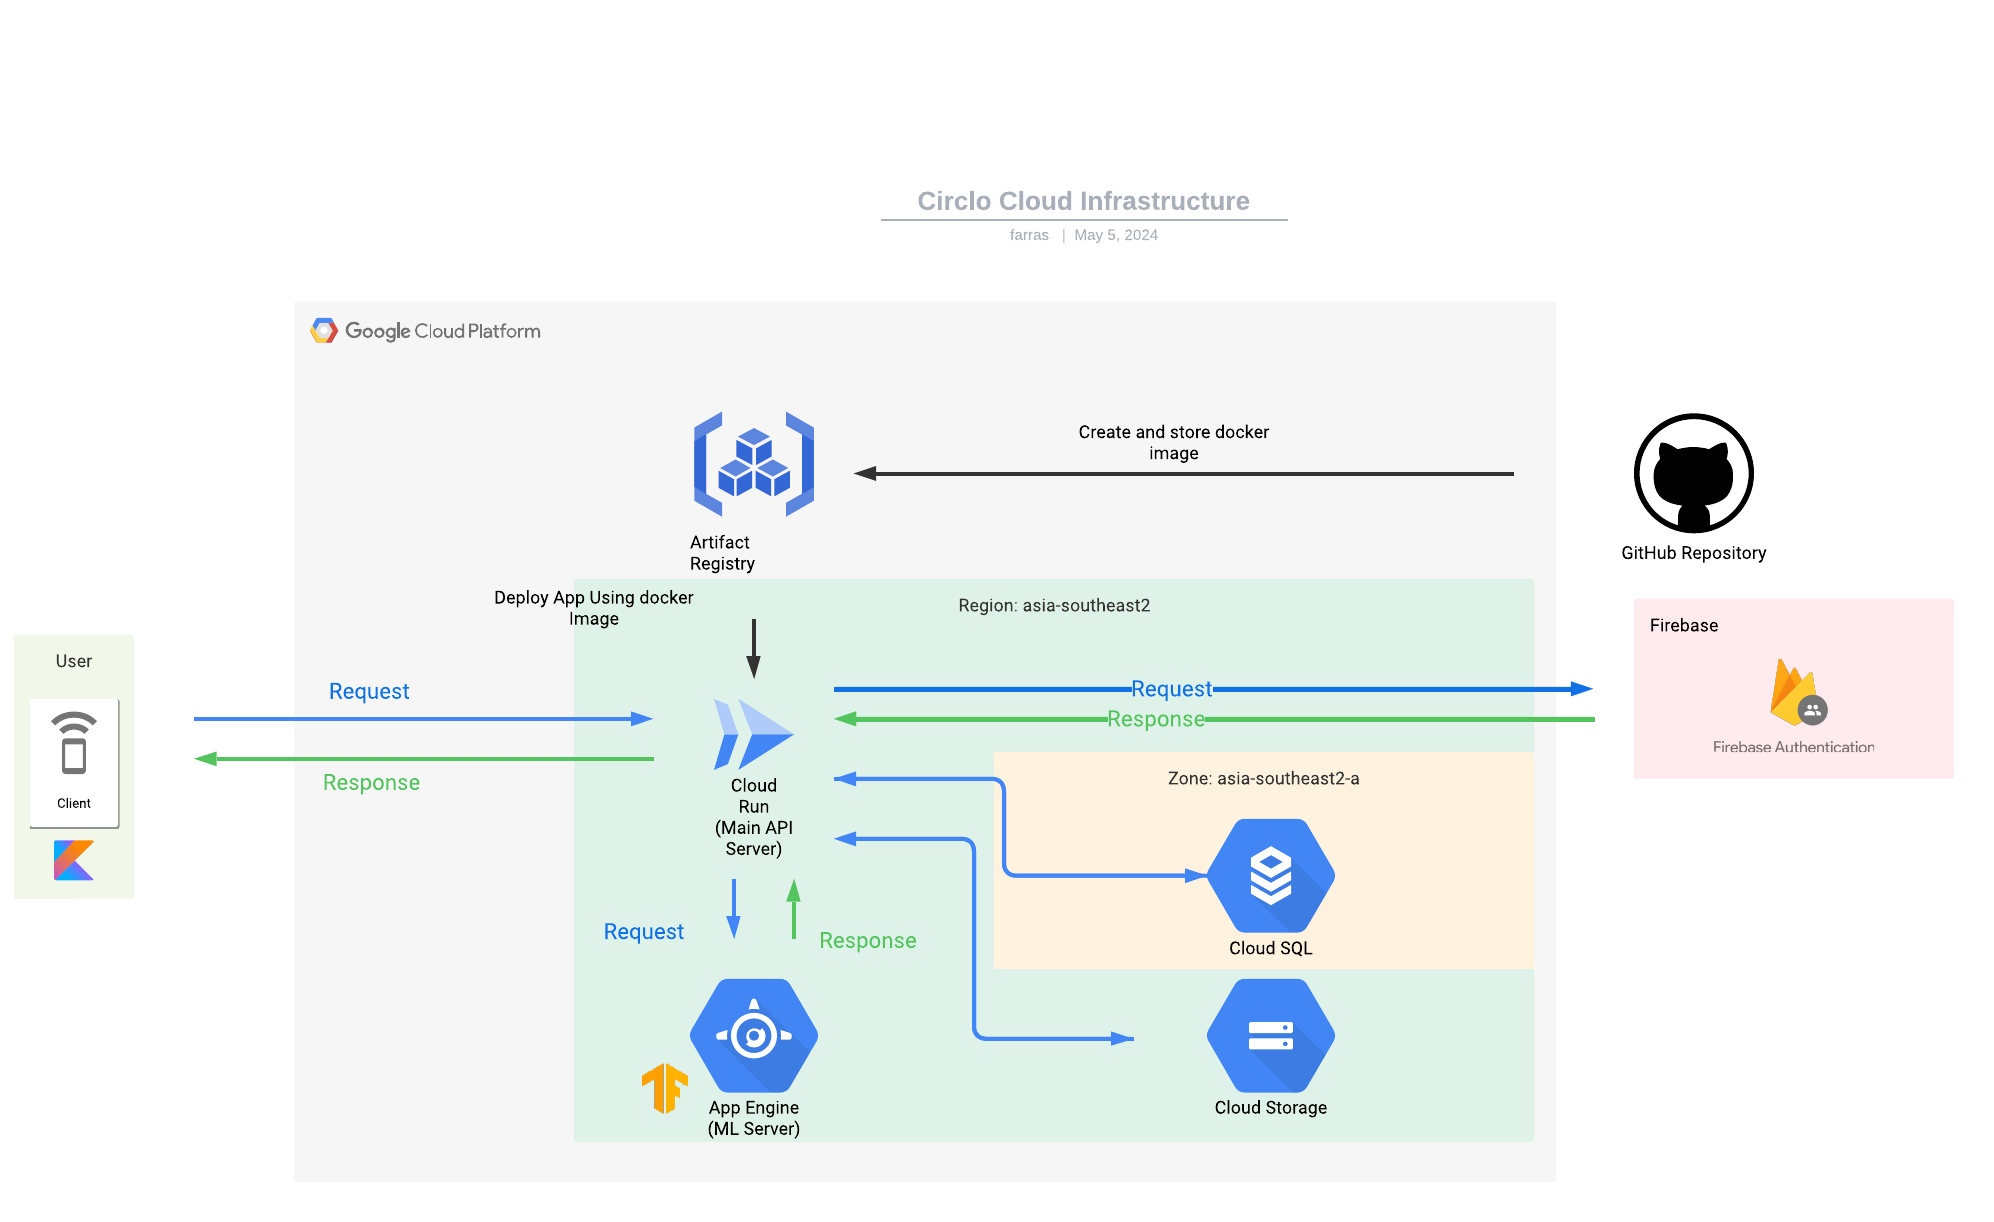 Circlo Cloud Infrastructure
farras | May 5, 2024
Google Cloud Platform
Create and store docker
image
Artifact
Registry
GitHub Repository
Deploy App Using docker
Image
Region: asia-southeast2
Firebase
User
Request
Request
Response
Firebase Authentication
Response
Client
Cloud
Run
(Main API
Server)
Zone: asia-southeast2-a
Request
Response
Cloud SQL
App Engine
(ML Server)
Cloud Storage